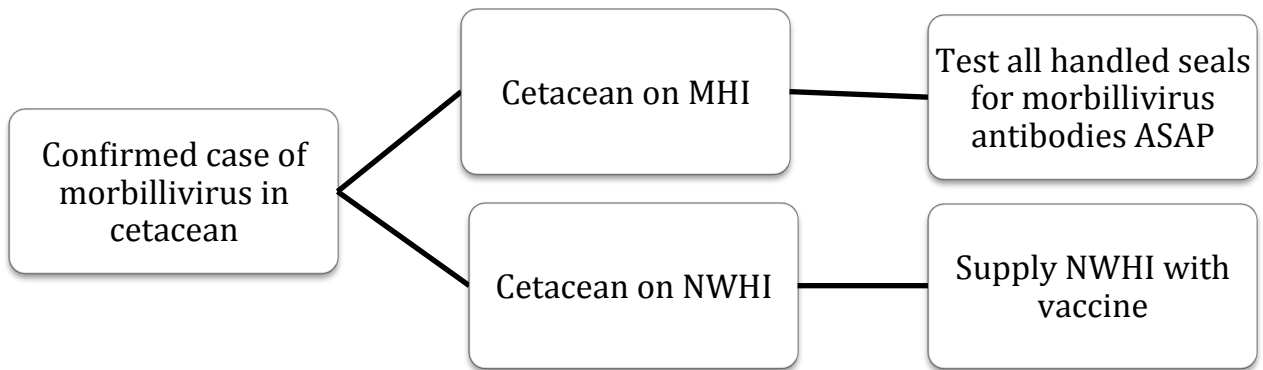 Confirmed case of
morbillivirus in
cetacean
Cetacean on MHI
Test all handled seals
for morbillivirus
antibodies ASAP
Cetacean on NWHI
Supply NWHI with
vaccine